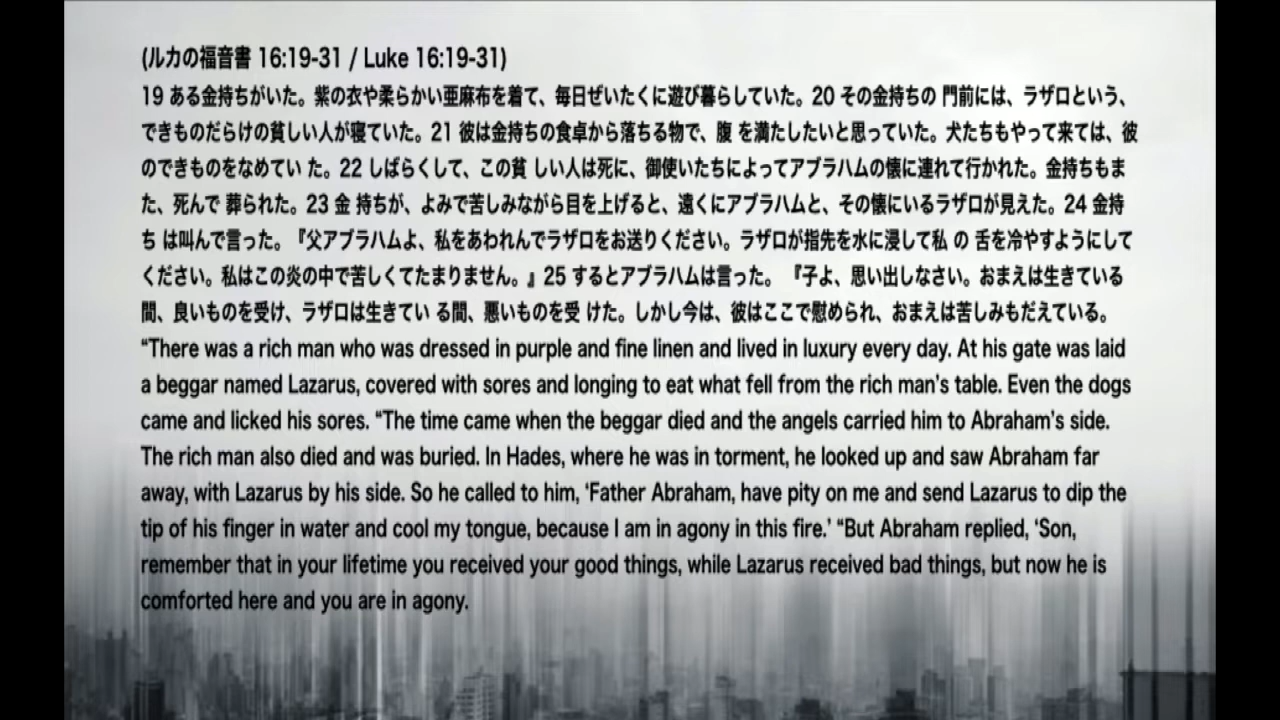 (ルカの福音書 16:19-31 / Luke 16:19-31)
19 ある金持ちがいた。紫の衣や柔らかい亜麻布を着て、毎日ぜいたくに遊び暮らしていた。20 その金持ちの 門前には、ラザロという、
できものだらけの貧しい人が寝ていた。21 彼は金持ちの食卓から落ちる物で、腹 を満たしたいと思っていた。犬たちもやって来ては、彼
のできものをなめてい た。22 しばらくして、この貧 しい人は死に、御使いたちによってアブラハムの懐に連れて行かれた。金持ちもま
た、死んで 葬られた。23 金 持ちが、よみで苦しみながら目を上げると、遠くにアブラハムと、その懐にいるラザロが見えた。24 金持
ち は叫んで言った。『父アブラハムよ、私をあわれんでラザロをお送りください。ラザロが指先を水に浸して私 の 舌を冷やすようにして
ください。私はこの炎の中で苦しくてたまりません。』25 するとアブラハムは言った。 『子よ、思い出しなさい。おまえは生きている
間、良いものを受け、ラザロは生きてい る間、悪いものを受 けた。しかし今は、彼はここで慰められ、おまえは苦しみもだえている。
“There was a rich man who was dressed in purple and fine linen and lived in luxury every day. At his gate was laid
a beggar named Lazarus, covered with sores and longing to eat what fell from the rich man’s table. Even the dogs
came and licked his sores. “The time came when the beggar died and the angels carried him to Abraham’s side.
The rich man also died and was buried. In Hades, where he was in torment, he looked up and saw Abraham far
away, with Lazarus by his side. So he called to him, ‘Father Abraham, have pity on me and send Lazarus to dip the
tip of his finger in water and cool my tongue, because I am in agony in this fire.’ “But Abraham replied, ‘Son,
remember that in your lifetime you received your good things, while Lazarus received bad things, but now he is
comforted here and you are in agony.